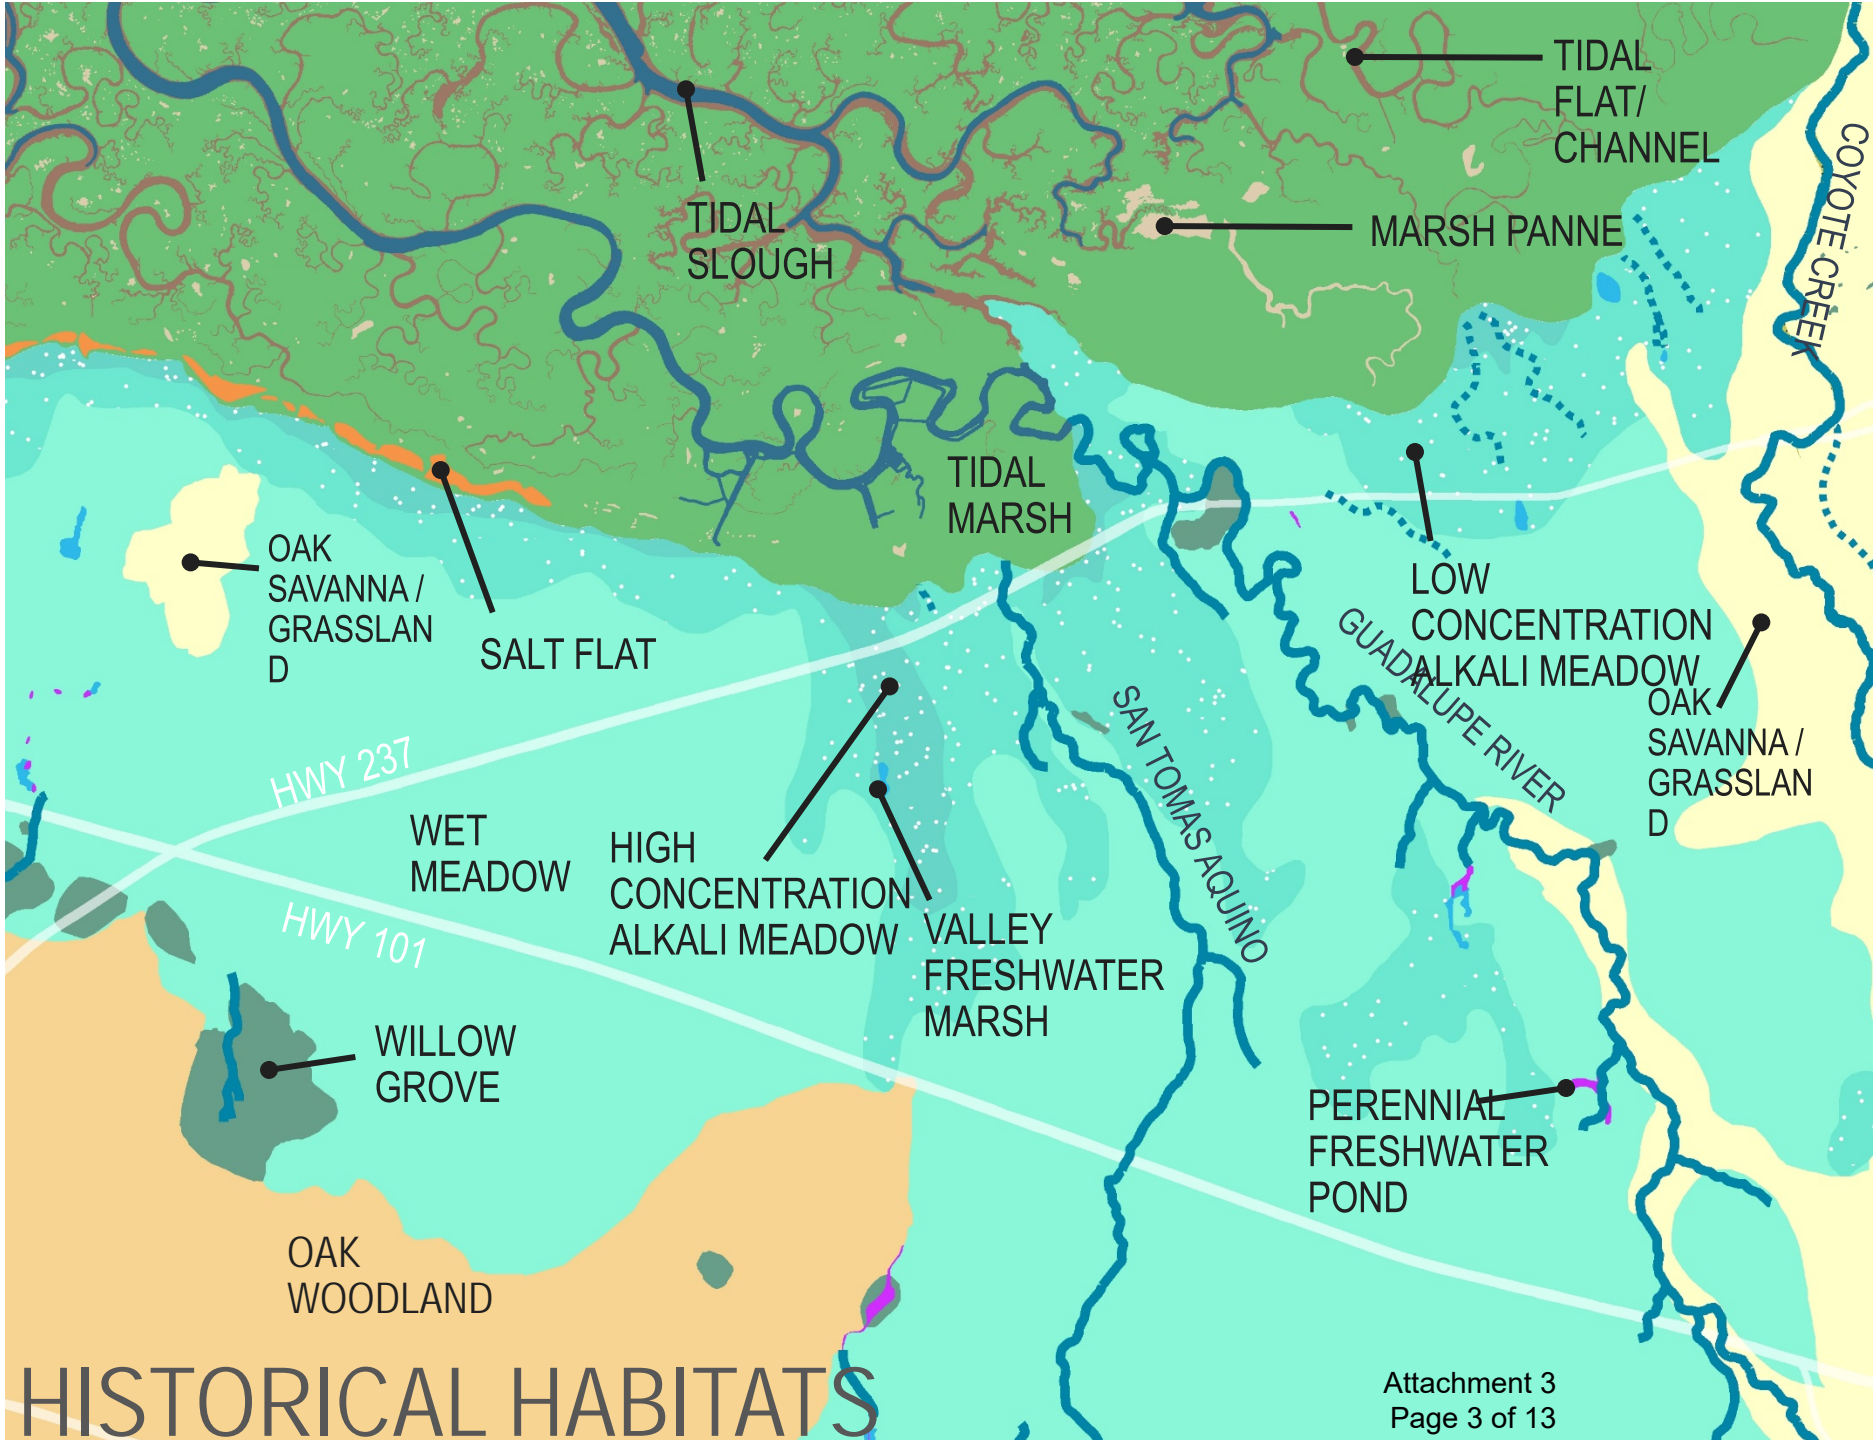 TIDAL
FLAT/
CHANNEL
COYOTE CREEK
TIDAL
SLOUGH
MARSH PANNE
TIDAL
MARSH
OAK
SAVANNA /
GRASSLAN
D
SALT FLAT
LOW
CONCENTRATION
ALKALI MEADOW
GUADALUPE RIVER
OAK
SAVANNA /
GRASSLAN
D
SAN TOMAS AQUINO
HWY 237
WET
MEADOW
HIGH
CONCENTRATION
ALKALI MEADOW
VALLEY
FRESHWATER
MARSH
HWY 101
WILLOW
GROVE
PERENNIAL
FRESHWATER
POND
OAK
WOODLAND
HISTORICAL HABITATS
Attachment 3
Page 3 of 13